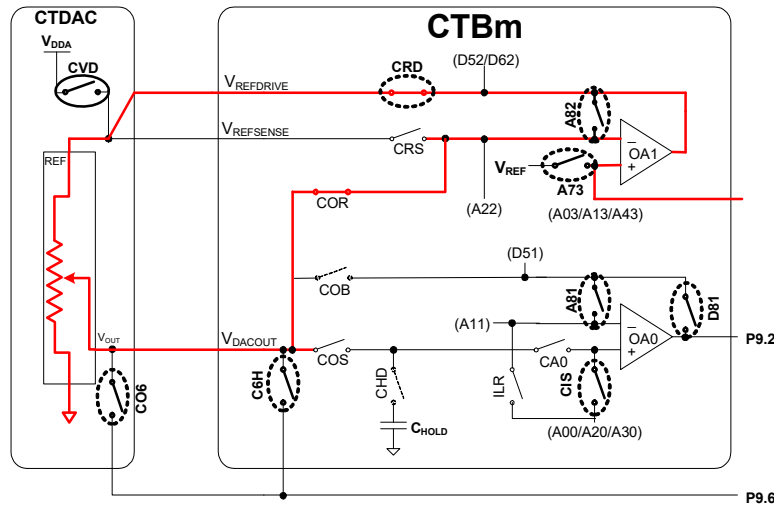 CTDAC
CTBm
VDDA
CVD
VREFDRIVE
CRD
(D52/D62)
A82
VREFSENSE
CRS
OA1
REF
VREF
A73
COR
(A22)
(A03/A13/A43)
(D51)
COB
A81
D81
VOUT
VDACOUT
(A11)
OA0
P9.2
COS
CA0
CO6
C6H
CHD
ILR
CIS
CHOLD
(A00/A20/A30)
P9.6